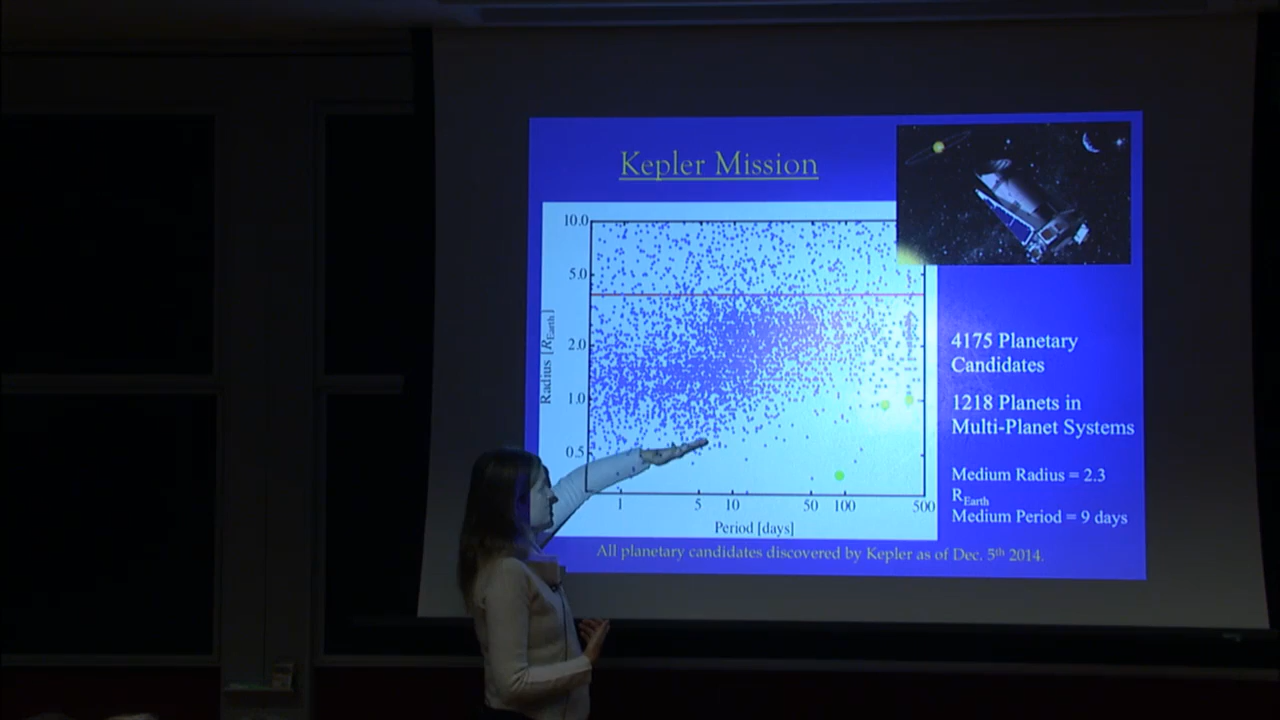 Kepler Mission
10.0
5.0
2.0
1.0
0.5
Radius [R_Earth]
1 5 10 50 100 500
Period [days]
4175 Planetary
Candidates
1218 Planets in
Multi-Planet Systems
Medium Radius = 2.3
R_Earth
Medium Period = 9 days
All planetary candidates discovered by Kepler as of Dec. 5th 2014.